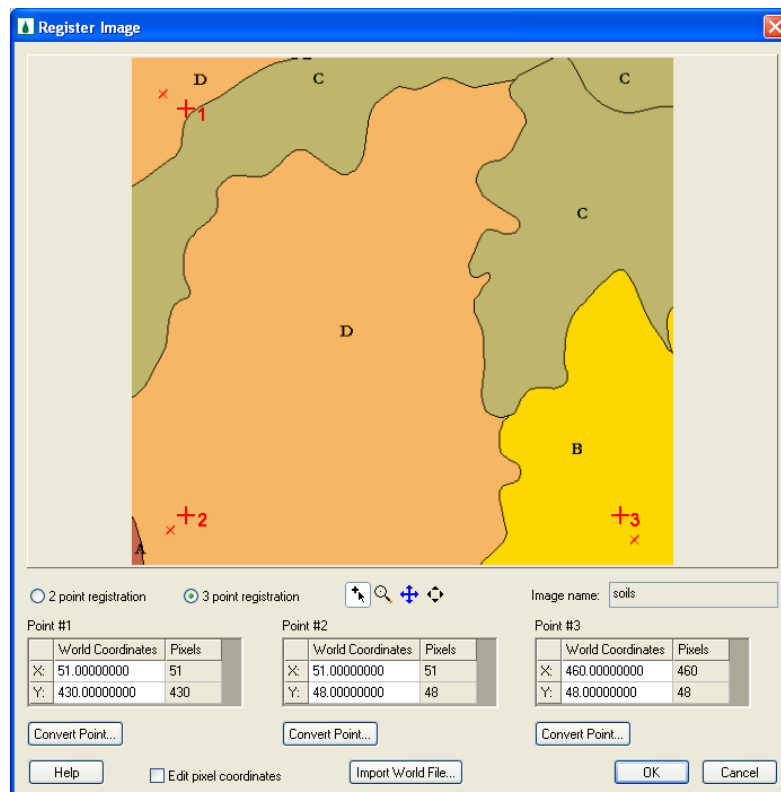 Register Image
D
C
C
1
C
D
B
2
3
A
2 point registration
3 point registration
Image name:
soils
Point #1
Point #2
Point #3
World Coordinates Pixels
X: 51.00000000 51
Y: 430.00000000 430
World Coordinates Pixels
X: 51.00000000 51
Y: 48.00000000 48
World Coordinates Pixels
X: 460.00000000 460
Y: 48.00000000 48
Convert Point...
Convert Point...
Convert Point...
Help
Edit pixel coordinates
Import World File...
OK
Cancel